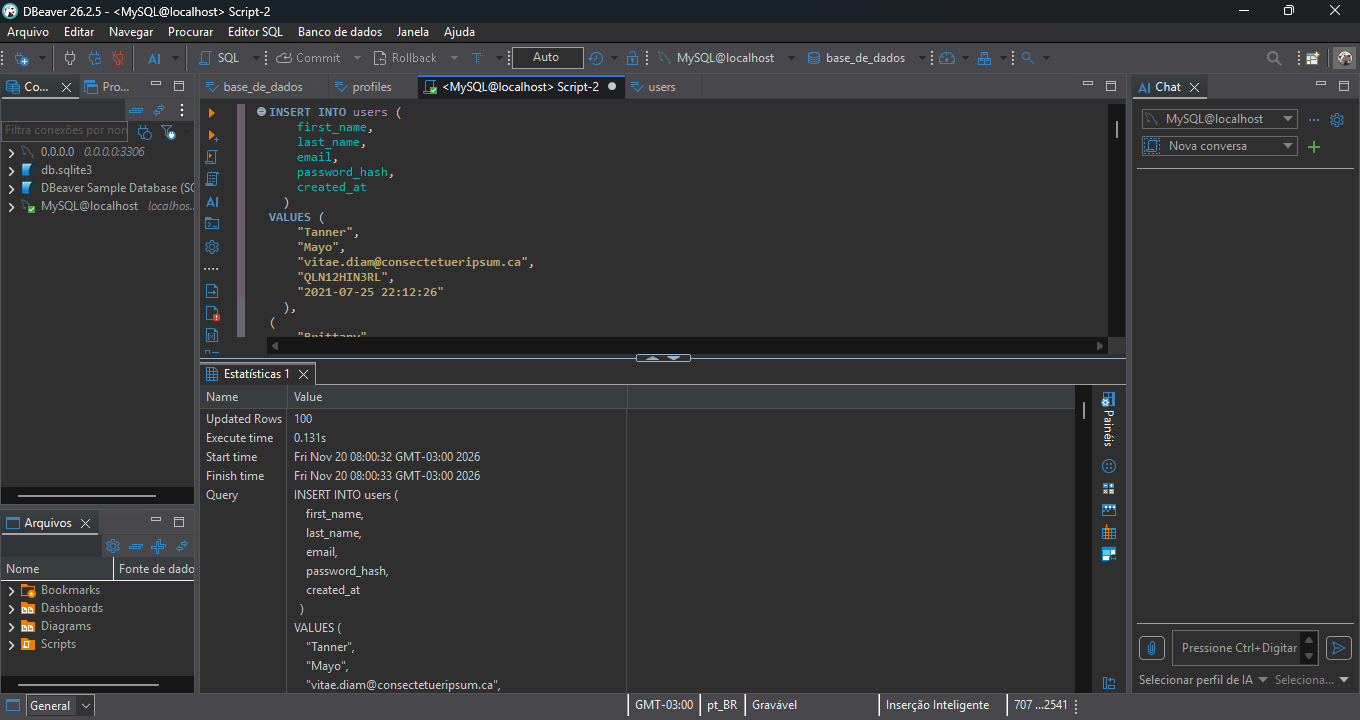 DBeaver 26.2.5 - <MySQL@localhost> Script-2
Arquivo Editar Navegar Procurar Editor SQL Banco de dados Janela Ajuda
AI SQL Commit Rollback T Auto MySQL@localhost base_de_dados
Co... Pro...
Filtra conexões por nom
0.0.0.0 0.0.0.0:3306
db.sqlite3
DBeaver Sample Database (SQ
MySQL@localhost localhos...
Arquivos
Nome Fonte de dado
Bookmarks
Dashboards
Diagrams
Scripts
base_de_dados profiles <MySQL@localhost> Script-2 users
AI
INSERT INTO users (
first_name,
last_name,
email,
password_hash,
created_at
)
VALUES (
"Tanner",
"Mayo",
"vitae.diam@consectetueripsum.ca",
"QLN12HIN3RL",
"2021-07-25 22:12:26"
),
(
"Brittany"
Estatísticas 1
Name Value
Updated Rows 100
Execute time 0.131s
Start time Fri Nov 20 08:00:32 GMT-03:00 2026
Finish time Fri Nov 20 08:00:33 GMT-03:00 2026
Query INSERT INTO users (
first_name,
last_name,
email,
password_hash,
created_at
)
VALUES (
"Tanner",
"Mayo",
"vitae.diam@consectetueripsum.ca",
Painéis
AI Chat
MySQL@localhost
Nova conversa
Pressione Ctrl+Digitar
Selecionar perfil de IA Seleciona...
General GMT-03:00 pt_BR Gravável Inserção Inteligente 707 ...2541